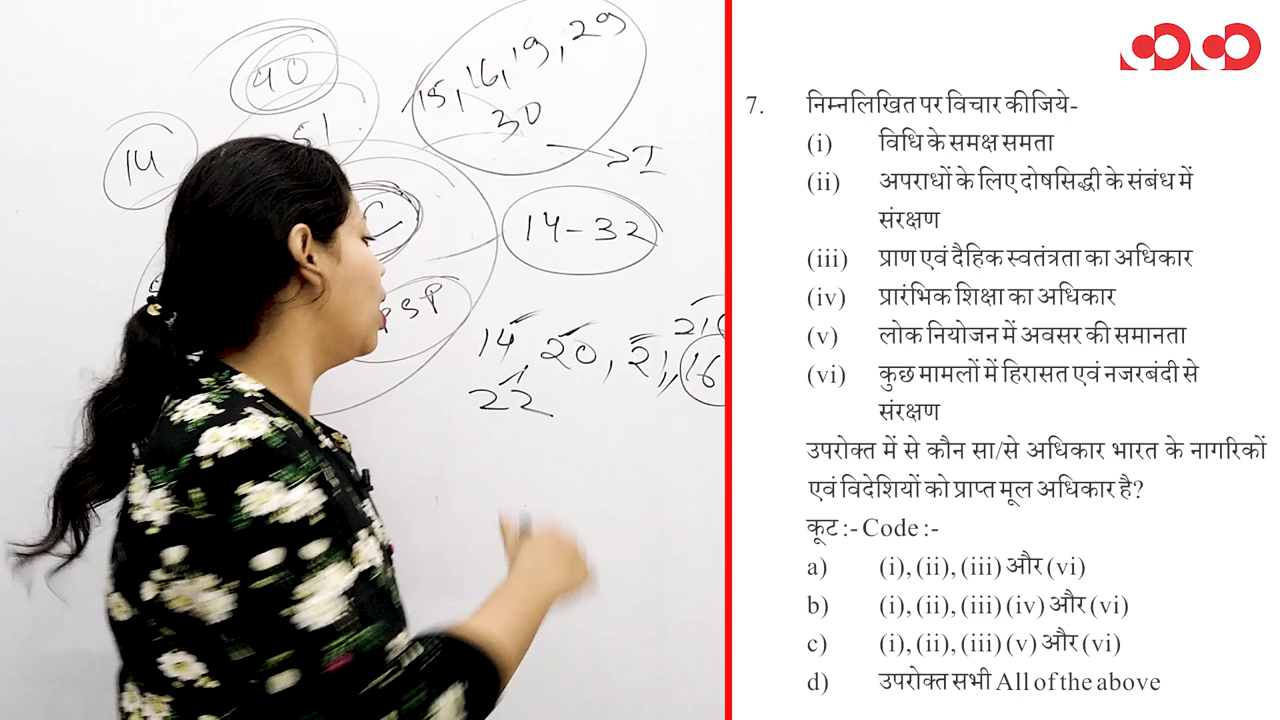 40
15, 16, 19, 29
30
51
→ I
14
C
14-32
PSP
14, 20, 21, 16
22
7. निम्नलिखित पर विचार कीजिये-
(i) विधि के समक्ष समता
(ii) अपराधों के लिए दोषसिद्धी के संबंध में
संरक्षण
(iii) प्राण एवं दैहिक स्वतंत्रता का अधिकार
(iv) प्रारंभिक शिक्षा का अधिकार
(v) लोक नियोजन में अवसर की समानता
(vi) कुछ मामलों में हिरासत एवं नजरबंदी से
संरक्षण
उपरोक्त में से कौन सा/से अधिकार भारत के नागरिकों
एवं विदेशियों को प्राप्त मूल अधिकार है?
कूट :- Code :-
a) (i), (ii), (iii) और (vi)
b) (i), (ii), (iii) (iv) और (vi)
c) (i), (ii), (iii) (v) और (vi)
d) उपरोक्त सभी All of the above